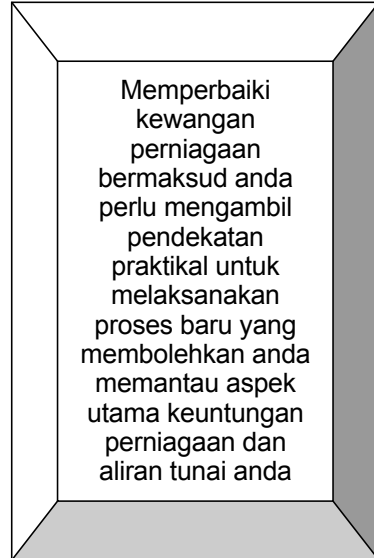 Memperbaiki
kewangan
perniagaan
bermaksud anda
perlu mengambil
pendekatan
praktikal untuk
melaksanakan
proses baru yang
membolehkan anda
memantau aspek
utama keuntungan
perniagaan dan
aliran tunai anda